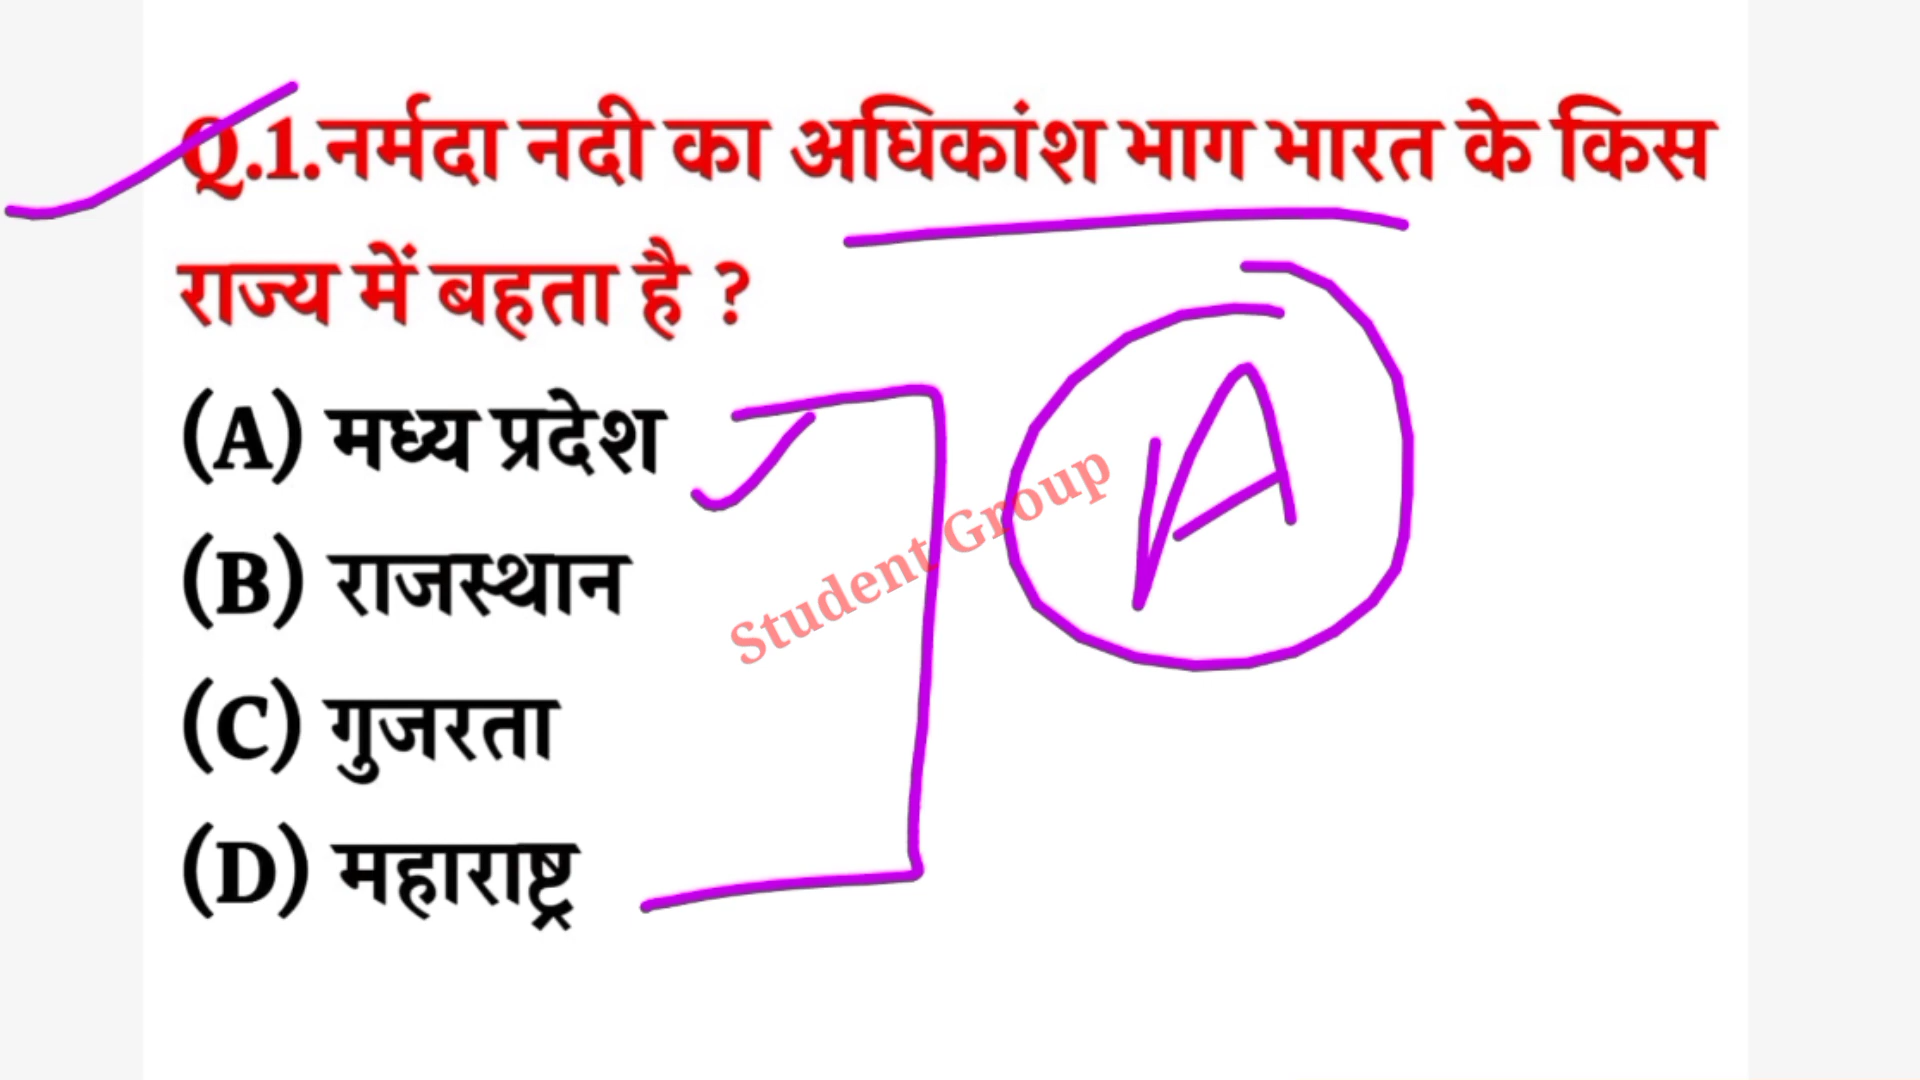 Q.1.नर्मदा नदी का अधिकांश भाग भारत के किस
राज्य में बहता है ?
(A) मध्य प्रदेश
(B) राजस्थान
(C) गुजरता
(D) महाराष्ट्र
A
Student Group